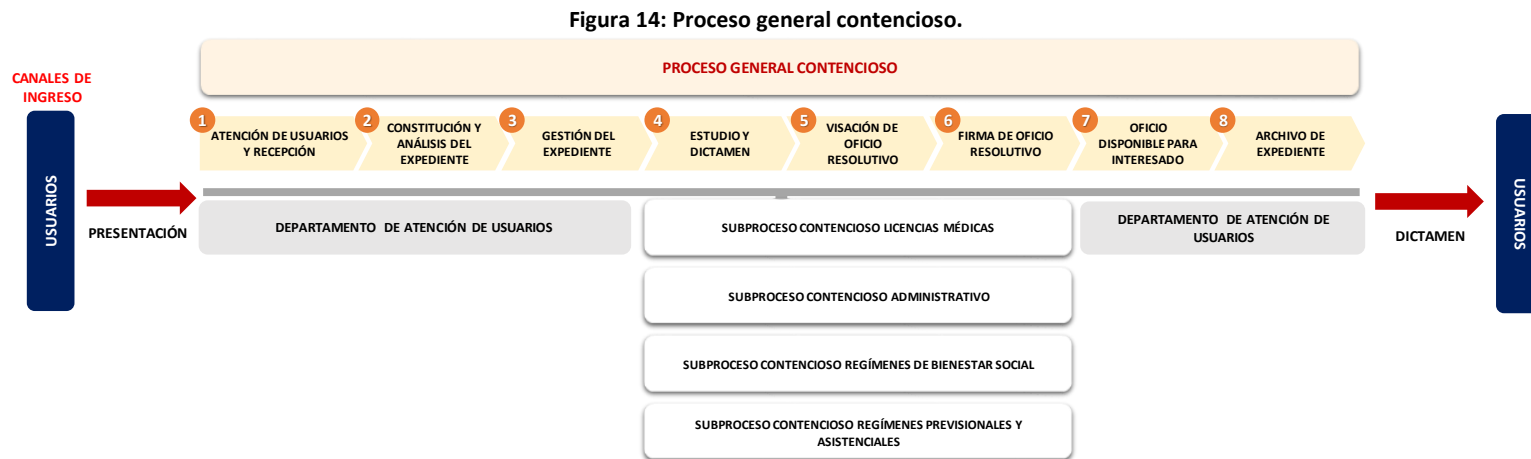 Figura 14: Proceso general contencioso.
PROCESO GENERAL CONTENCIOSO
CANALES DE
INGRESO
USUARIOS
PRESENTACIÓN
1
ATENCIÓN DE USUARIOS
Y RECEPCIÓN
2
CONSTITUCIÓN Y
ANÁLISIS DEL
EXPEDIENTE
3
GESTIÓN DEL
EXPEDIENTE
4
ESTUDIO Y
DICTAMEN
5
VISACIÓN DE
OFICIO
RESOLUTIVO
6
FIRMA DE OFICIO
RESOLUTIVO
7
OFICIO
DISPONIBLE PARA
INTERESADO
8
ARCHIVO DE
EXPEDIENTE
DEPARTAMENTO DE ATENCIÓN DE USUARIOS
SUBPROCESO CONTENCIOSO LICENCIAS MÉDICAS
SUBPROCESO CONTENCIOSO ADMINISTRATIVO
SUBPROCESO CONTENCIOSO REGÍMENES DE BIENESTAR SOCIAL
SUBPROCESO CONTENCIOSO REGÍMENES PREVISIONALES Y
ASISTENCIALES
DEPARTAMENTO DE ATENCIÓN DE
USUARIOS
DICTAMEN
USUARIOS